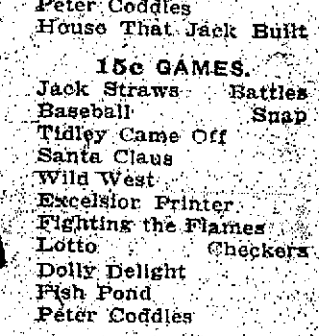 Peter Coddles
House That Jack Built
15c GAMES.
Jack Straws Battles
Baseball Snap
Tidley Came Off
Santa Claus
Wild West
Excelsior Printer
Fighting the Flames
Lotto Checkers
Dolly Delight
Fish Pond
Peter Coddles